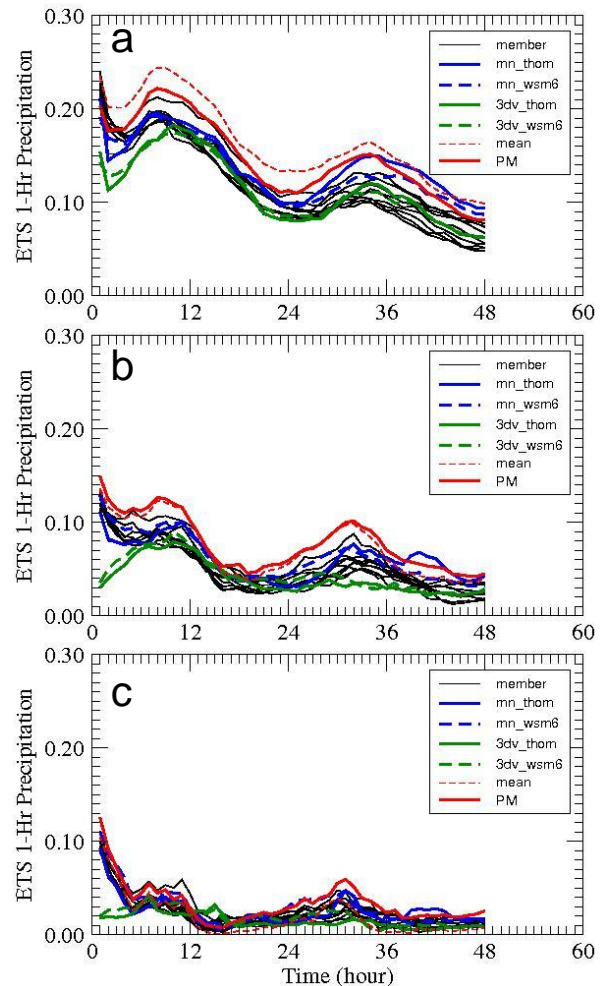 a
ETS 1-Hr Precipitation
0.30
0.20
0.10
0.00
0
12
24
36
48
60
member
mn_thom
mn_wsm6
3dv_thom
3dv_wsm6
mean
PM
b
ETS 1-Hr Precipitation
0.30
0.20
0.10
0.00
0
12
24
36
48
60
member
mn_thom
mn_wsm6
3dv_thom
3dv_wsm6
mean
PM
c
ETS 1-Hr Precipitation
0.30
0.20
0.10
0.00
0
12
24
36
48
60
member
mn_thom
mn_wsm6
3dv_thom
3dv_wsm6
mean
PM
Time (hour)